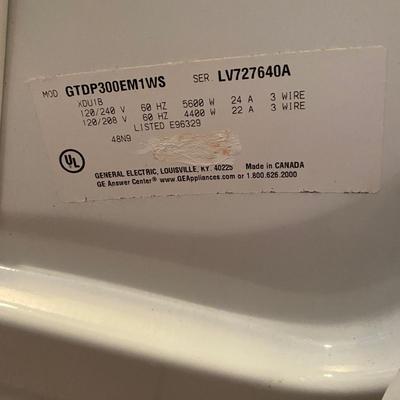 MOD. GTDP300EM1WS SER. LV727640A
XDU1B
120/240 V 60 HZ 5600 W 24 A 3 WIRE
120/208 V 60 HZ 4400 W 22 A 3 WIRE
LISTED E96329
48N9
UL
GENERAL ELECTRIC, LOUISVILLE, KY. 40225 Made in CANADA
GE Answer Center® www.GEAppliances.com or 1.800.626.2000